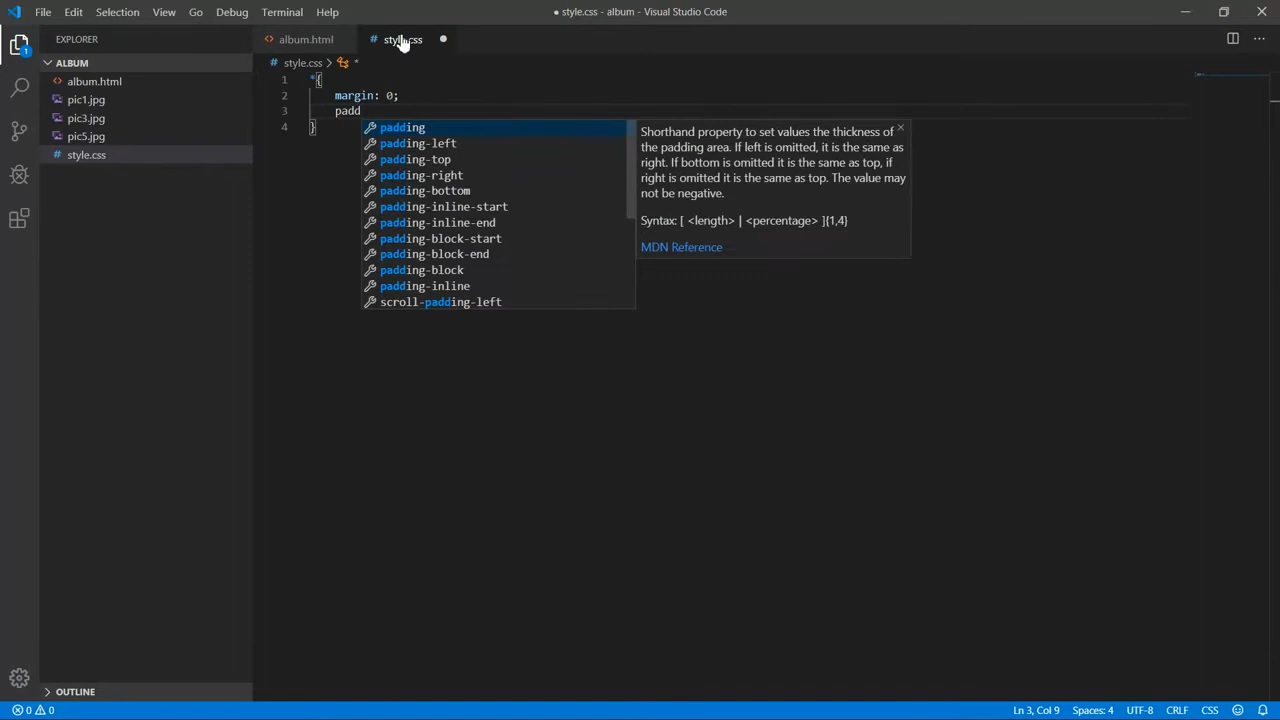 File Edit Selection View Go Debug Terminal Help
● style.css - album - Visual Studio Code
EXPLORER
album.html
# style.css ●
ALBUM
album.html
pic1.jpg
pic3.jpg
pic5.jpg
style.css
OUTLINE
1
# style.css > *
1 *{
2 margin: 0;
3 padd
4 }
padding
padding-left
padding-top
padding-right
padding-bottom
padding-inline-start
padding-inline-end
padding-block-start
padding-block-end
padding-block
padding-inline
scroll-padding-left
Shorthand property to set values the thickness of
the padding area. If left is omitted, it is the same as
right. If bottom is omitted it is the same as top, if
right is omitted it is the same as top. The value may
not be negative.
Syntax: [ <length> | <percentage> ]{1,4}
MDN Reference
0 0 Ln 3, Col 9 Spaces: 4 UTF-8 CRLF CSS